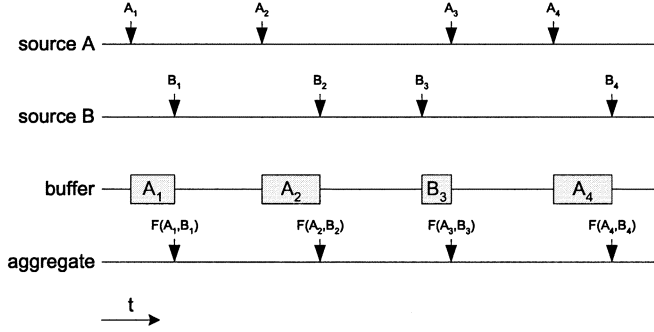 A₁ A₂ A₃ A₄
source A
B₁ B₂ B₃ B₄
source B
buffer A₁ A₂ B₃ A₄
F(A₁,B₁) F(A₂,B₂) F(A₃,B₃) F(A₄,B₄)
aggregate
t